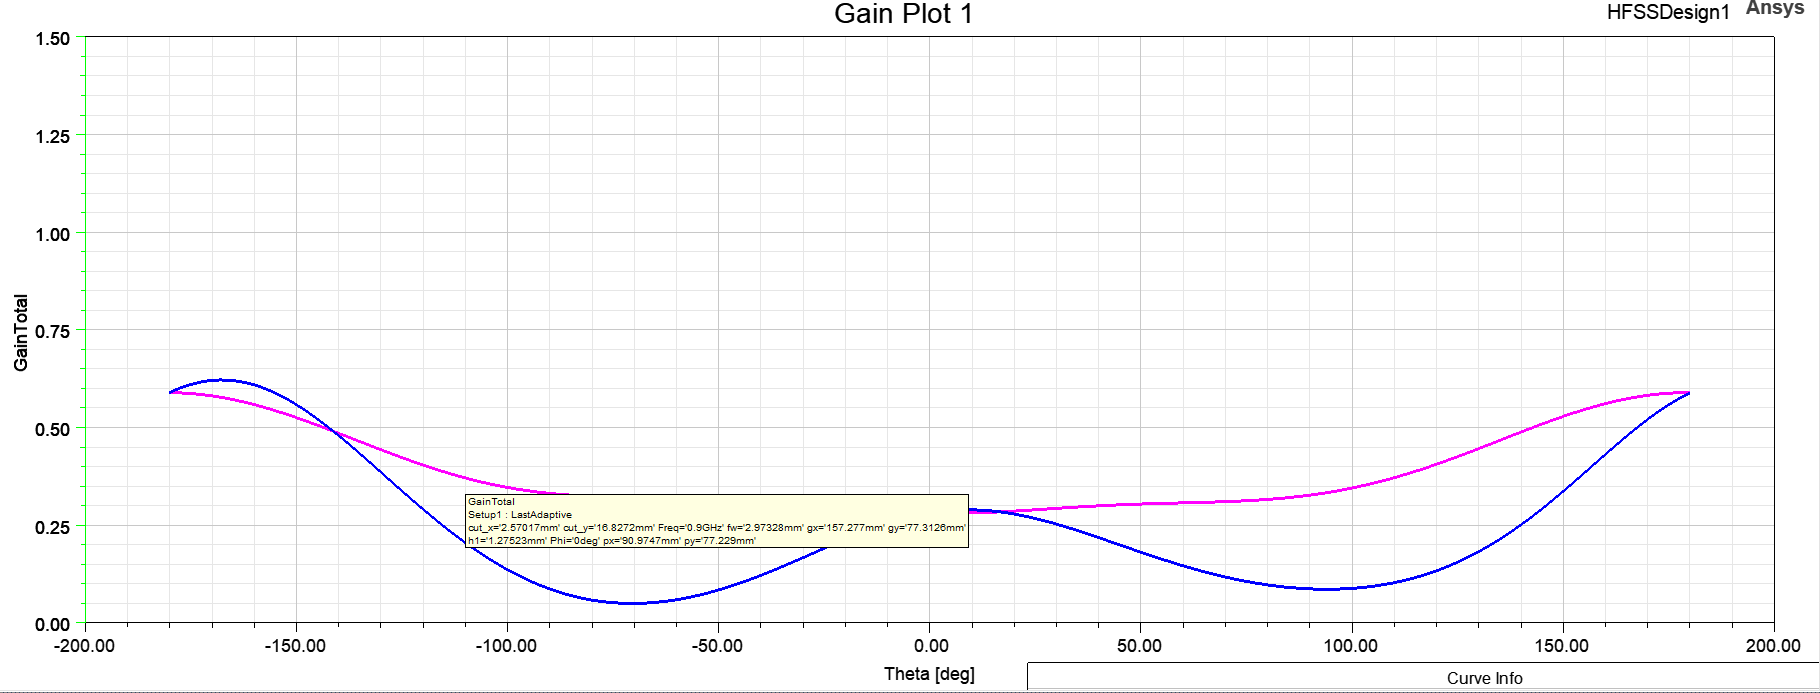 Gain Plot 1
HFSSDesign1
Ansys
1.50
1.25
1.00
0.75
0.50
0.25
0.00
GainTotal
GainTotal
Setup1 : LastAdaptive
cut_x='2.57017mm' cut_y='16.8272mm' Freq='0.9GHz' fw='2.97328mm' gx='157.277mm' gy='77.3126mm'
h1='1.27523mm' Phi='0deg' px='90.9747mm' py='77.229mm'
-200.00 -150.00 -100.00 -50.00 0.00 50.00 100.00 150.00 200.00
Theta [deg]
Curve Info